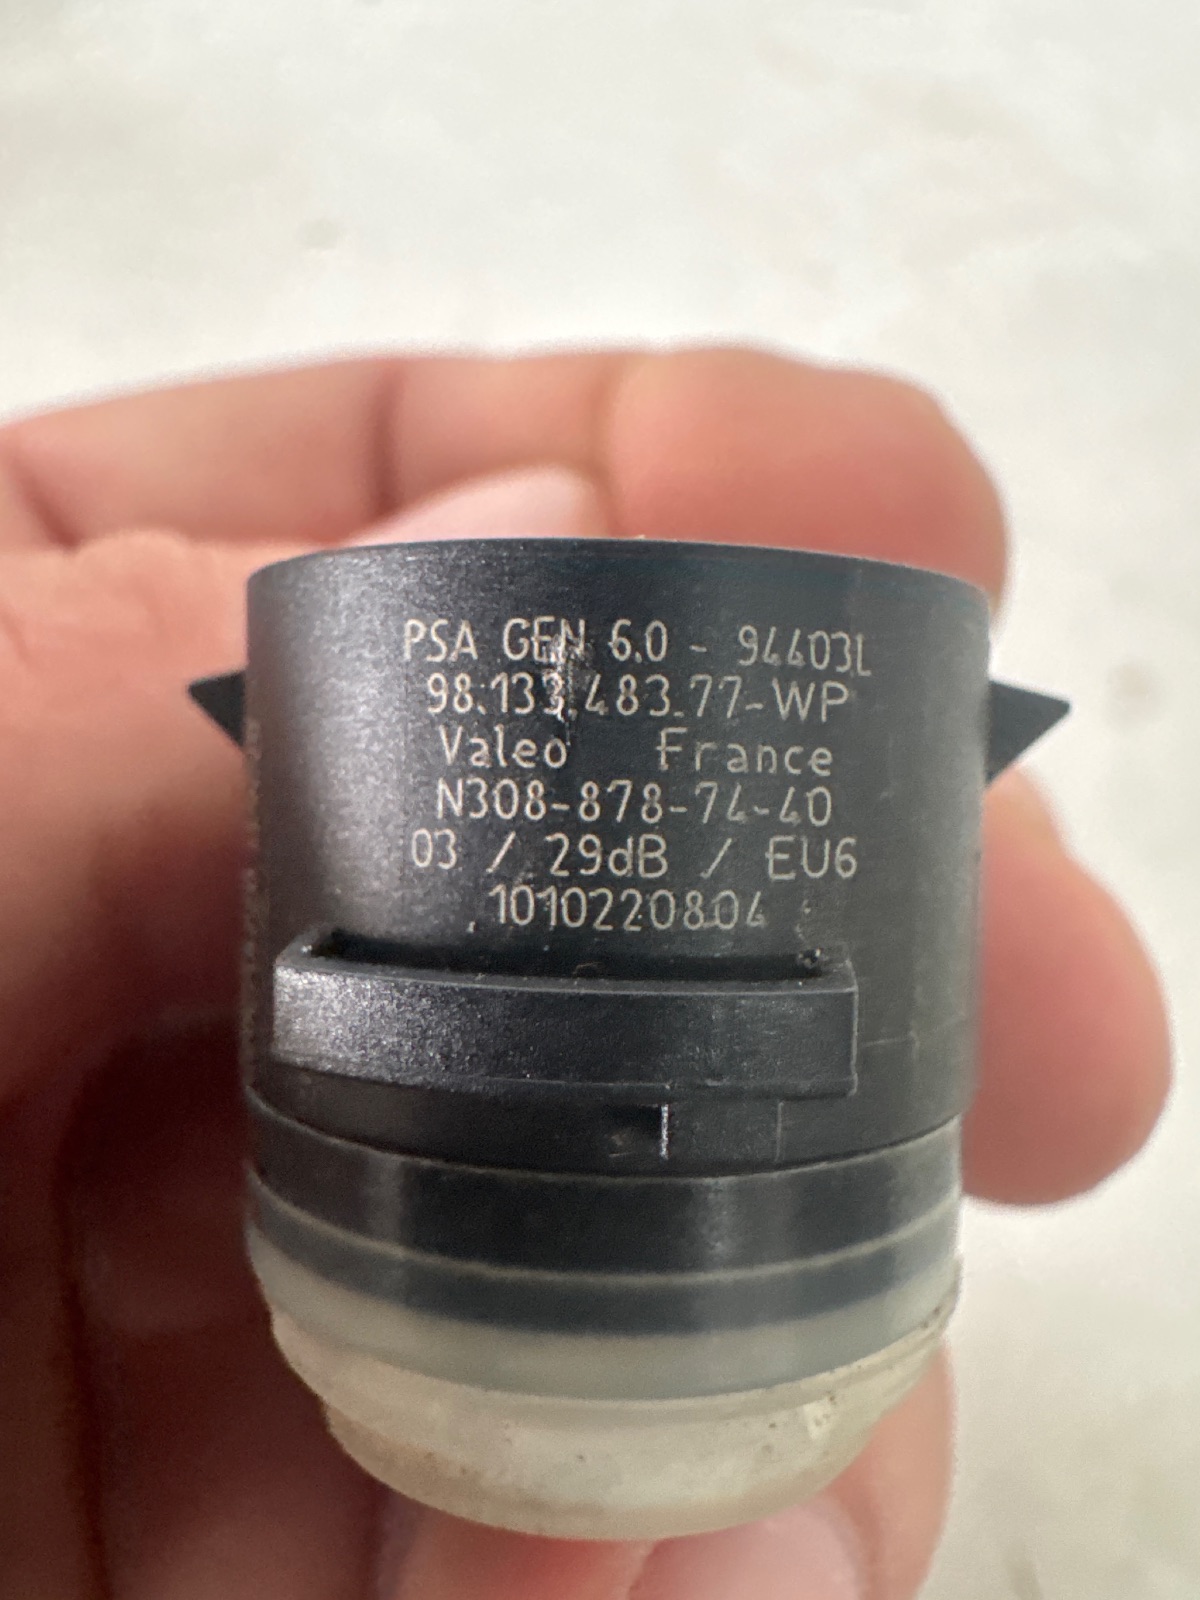 PSA GEN 6.0 - 94403L
98.133.483.77-WP
Valeo France
N308-878-74-40
03 / 29dB / EU6
1010220804